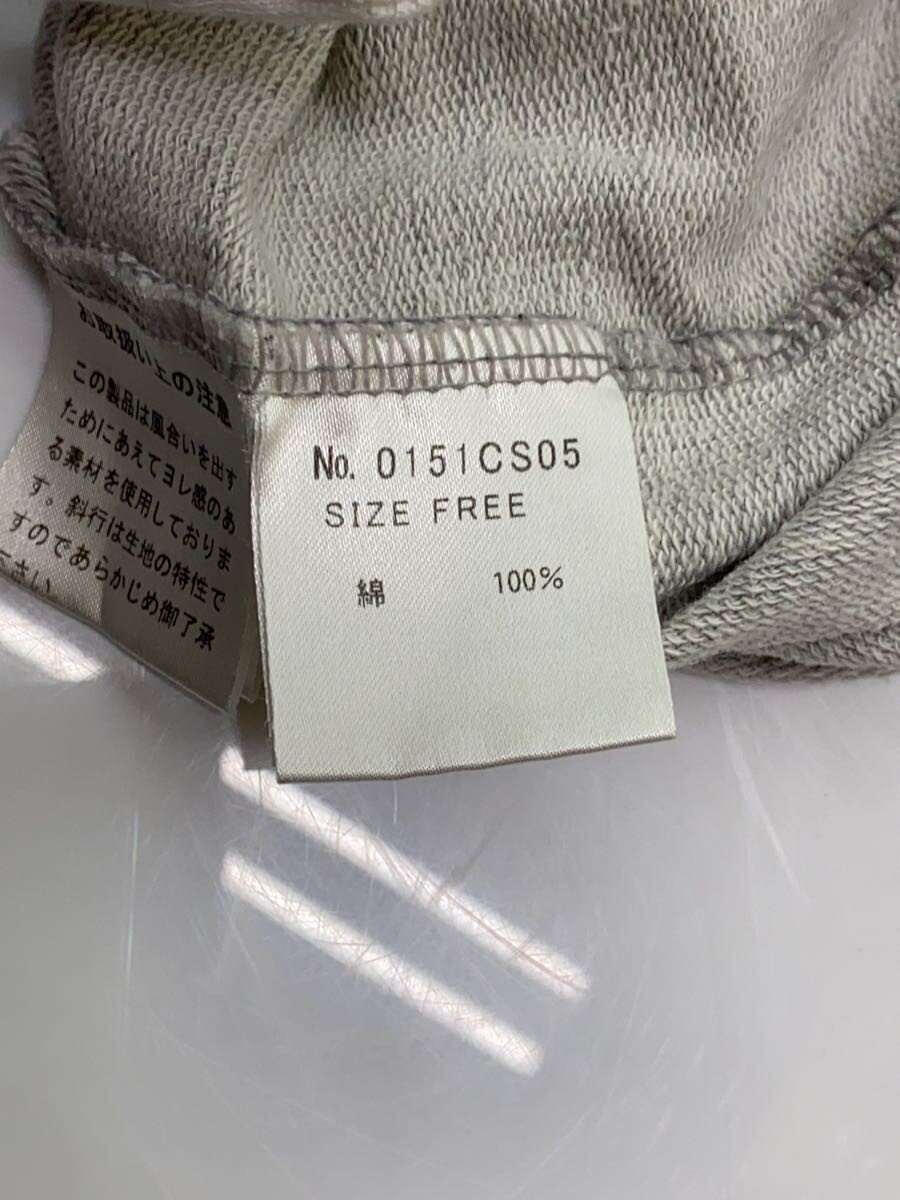 お取扱い上の注意
この製品は風合いを出す
ためにあえてヨレ感のあ
る素材を使用しておりま
す。斜行は生地の特性で
すのであらかじめ御了承
下さい
No. 0151CS05
SIZE FREE
綿 100%